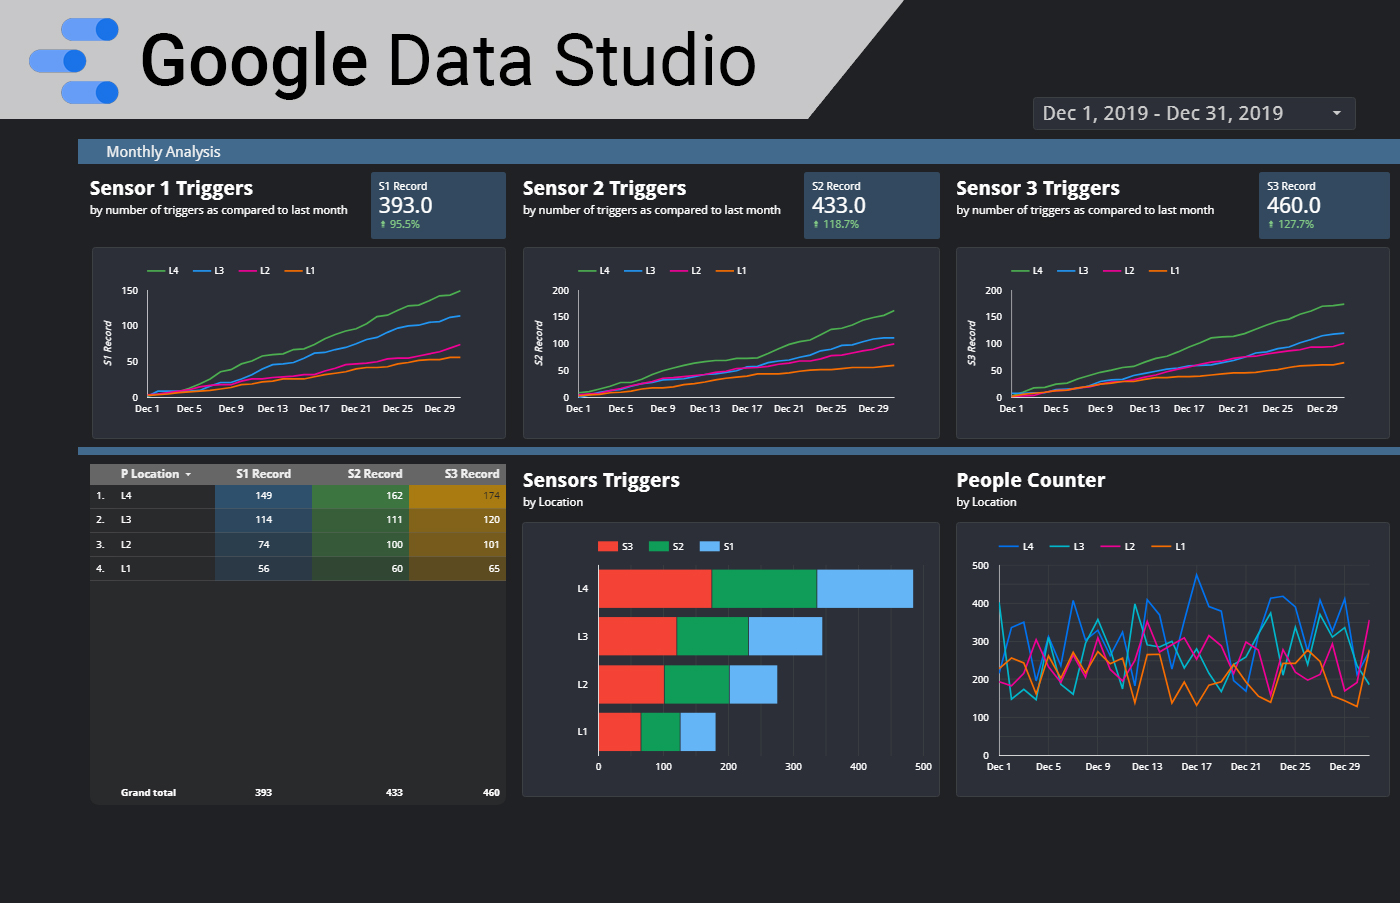 Google Data Studio
Dec 1, 2019 - Dec 31, 2019
Monthly Analysis
Sensor 1 Triggers
by number of triggers as compared to last month
S1 Record
393.0
⬆ 95.5%
L4 L3 L2 L1
S1 Record
150
100
50
0
Dec 1 Dec 5 Dec 9 Dec 13 Dec 17 Dec 21 Dec 25 Dec 29
Sensor 2 Triggers
by number of triggers as compared to last month
S2 Record
433.0
⬆ 118.7%
L4 L3 L2 L1
S2 Record
200
150
100
50
0
Dec 1 Dec 5 Dec 9 Dec 13 Dec 17 Dec 21 Dec 25 Dec 29
Sensor 3 Triggers
by number of triggers as compared to last month
S3 Record
460.0
⬆ 127.7%
L4 L3 L2 L1
S3 Record
200
150
100
50
0
Dec 1 Dec 5 Dec 9 Dec 13 Dec 17 Dec 21 Dec 25 Dec 29
P Location S1 Record S2 Record S3 Record
1. L4 149 162 174
2. L3 114 111 120
3. L2 74 100 101
4. L1 56 60 65
Grand total 393 433 460
Sensors Triggers
by Location
S3 S2 S1
L4
L3
L2
L1
0 100 200 300 400 500
People Counter
by Location
L4 L3 L2 L1
500
400
300
200
100
0
Dec 1 Dec 5 Dec 9 Dec 13 Dec 17 Dec 21 Dec 25 Dec 29